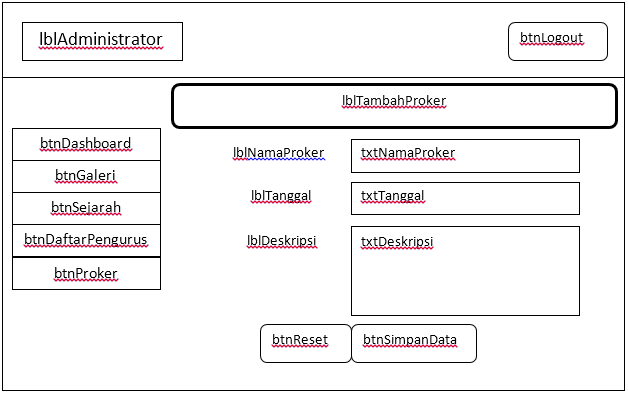 lblAdministrator
btnLogout
lblTambahProker
btnDashboard
btnGaleri
btnSejarah
btnDaftarPengurus
btnProker
lblNamaProker
txtNamaProker
lblTanggal
txtTanggal
lblDeskripsi
txtDeskripsi
btnReset
btnSimpanData